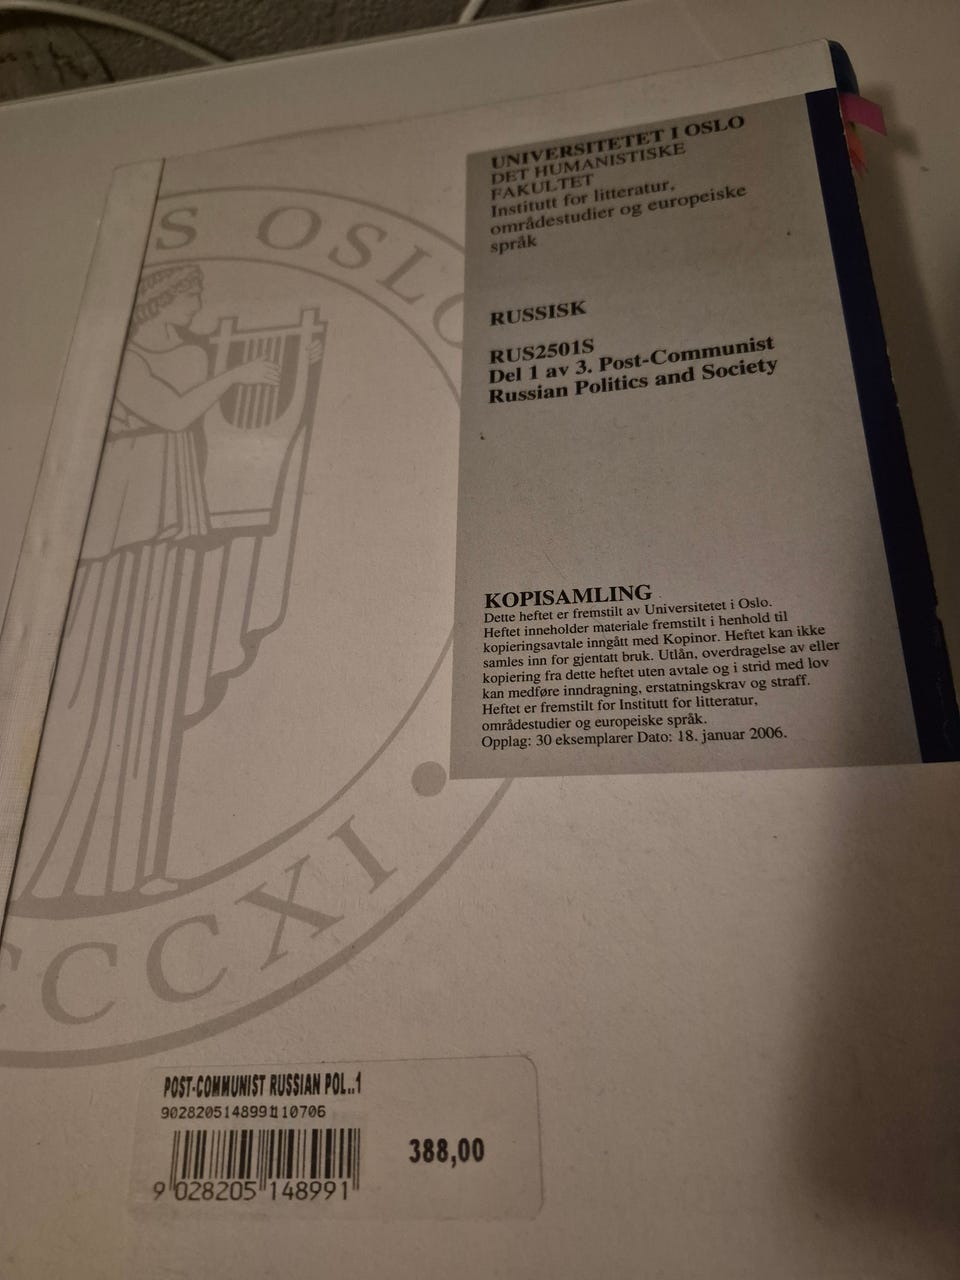 S OSLO
UNIVERSITETET I OSLO
DET HUMANISTISKE
FAKULTET
Institutt for litteratur,
områdestudier og europeiske
språk
RUSSISK
RUS2501S
Del 1 av 3. Post-Communist
Russian Politics and Society
KOPISAMLING
Dette heftet er fremstilt av Universitetet i Oslo.
Heftet inneholder materiale fremstilt i henhold til
kopieringsavtale inngått med Kopinor. Heftet kan ikke
samles inn for gjentatt bruk. Utlån, overdragelse av eller
kopiering fra dette heftet uten avtale og i strid med lov
kan medføre inndragning, erstatningskrav og straff.
Heftet er fremstilt for Institutt for litteratur,
områdestudier og europeiske språk.
Opplag: 30 eksemplarer Dato: 18. januar 2006.
CCCXI
POST-COMMUNIST RUSSIAN POL..1
388,00
9 028205 148991